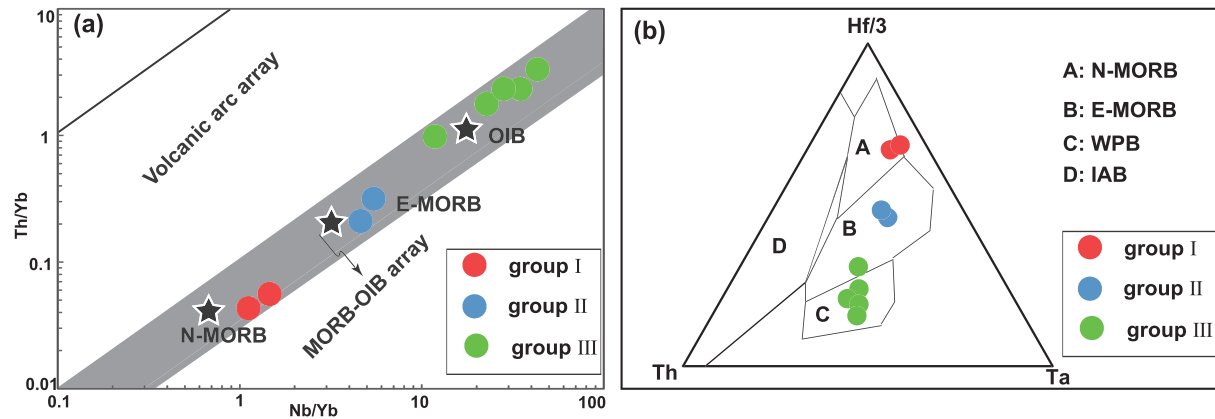 (a)
10
1
0.1
0.01
Th/Yb
Volcanic arc array
OIB
E-MORB
N-MORB
MORB-OIB array
group I
group II
group III
0.1
1
10
100
Nb/Yb
(b)
Hf/3
A: N-MORB
B: E-MORB
C: WPB
D: IAB
A
B
D
C
group I
group II
group III
Th
Ta